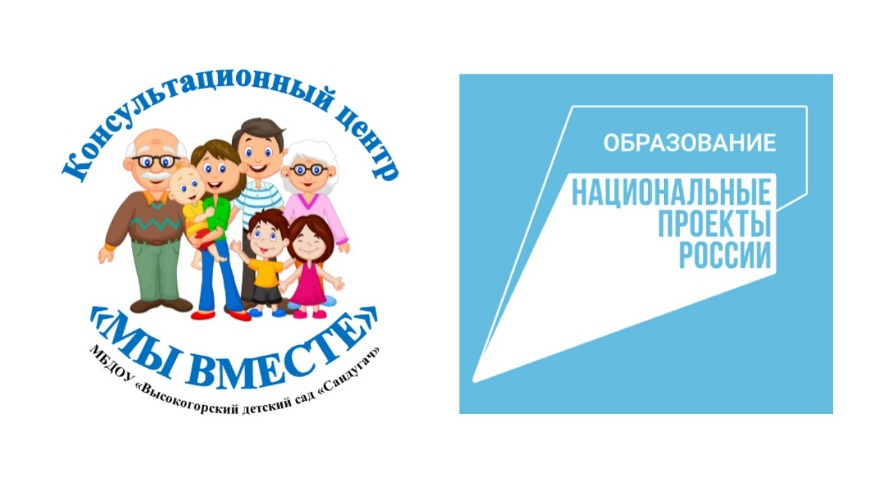 Консультационный центр
«МЫ ВМЕСТЕ»
МБДОУ «Высокогорский детский сад «Сандугач»
ОБРАЗОВАНИЕ
НАЦИОНАЛЬНЫЕ
ПРОЕКТЫ
РОССИИ